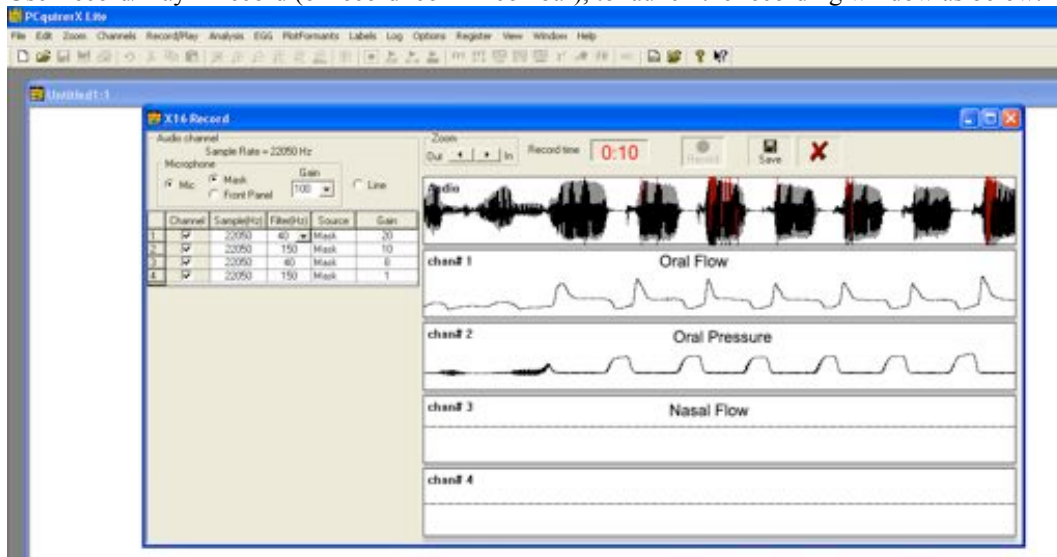 PCquirerX Lite
File Edit Zoom Channels Record/Play Analysis EGG PlotFormants Labels Log Options Register View Window Help
Untitled1:1
X16 Record
Audio channel
Sample Rate = 22050 Hz
Microphone
Mic Mask Front Panel
Gain
100
Line
Channel Sample(Hz) Filter(Hz) Source Gain
1 22050 40 Mask 20
2 22050 150 Mask 10
3 22050 40 Mask 8
4 22050 150 Mask 1
Zoom
Out In
Record time 0:10
Record
Save
Audio
chan# 1 Oral Flow
chan# 2 Oral Pressure
chan# 3 Nasal Flow
chan# 4